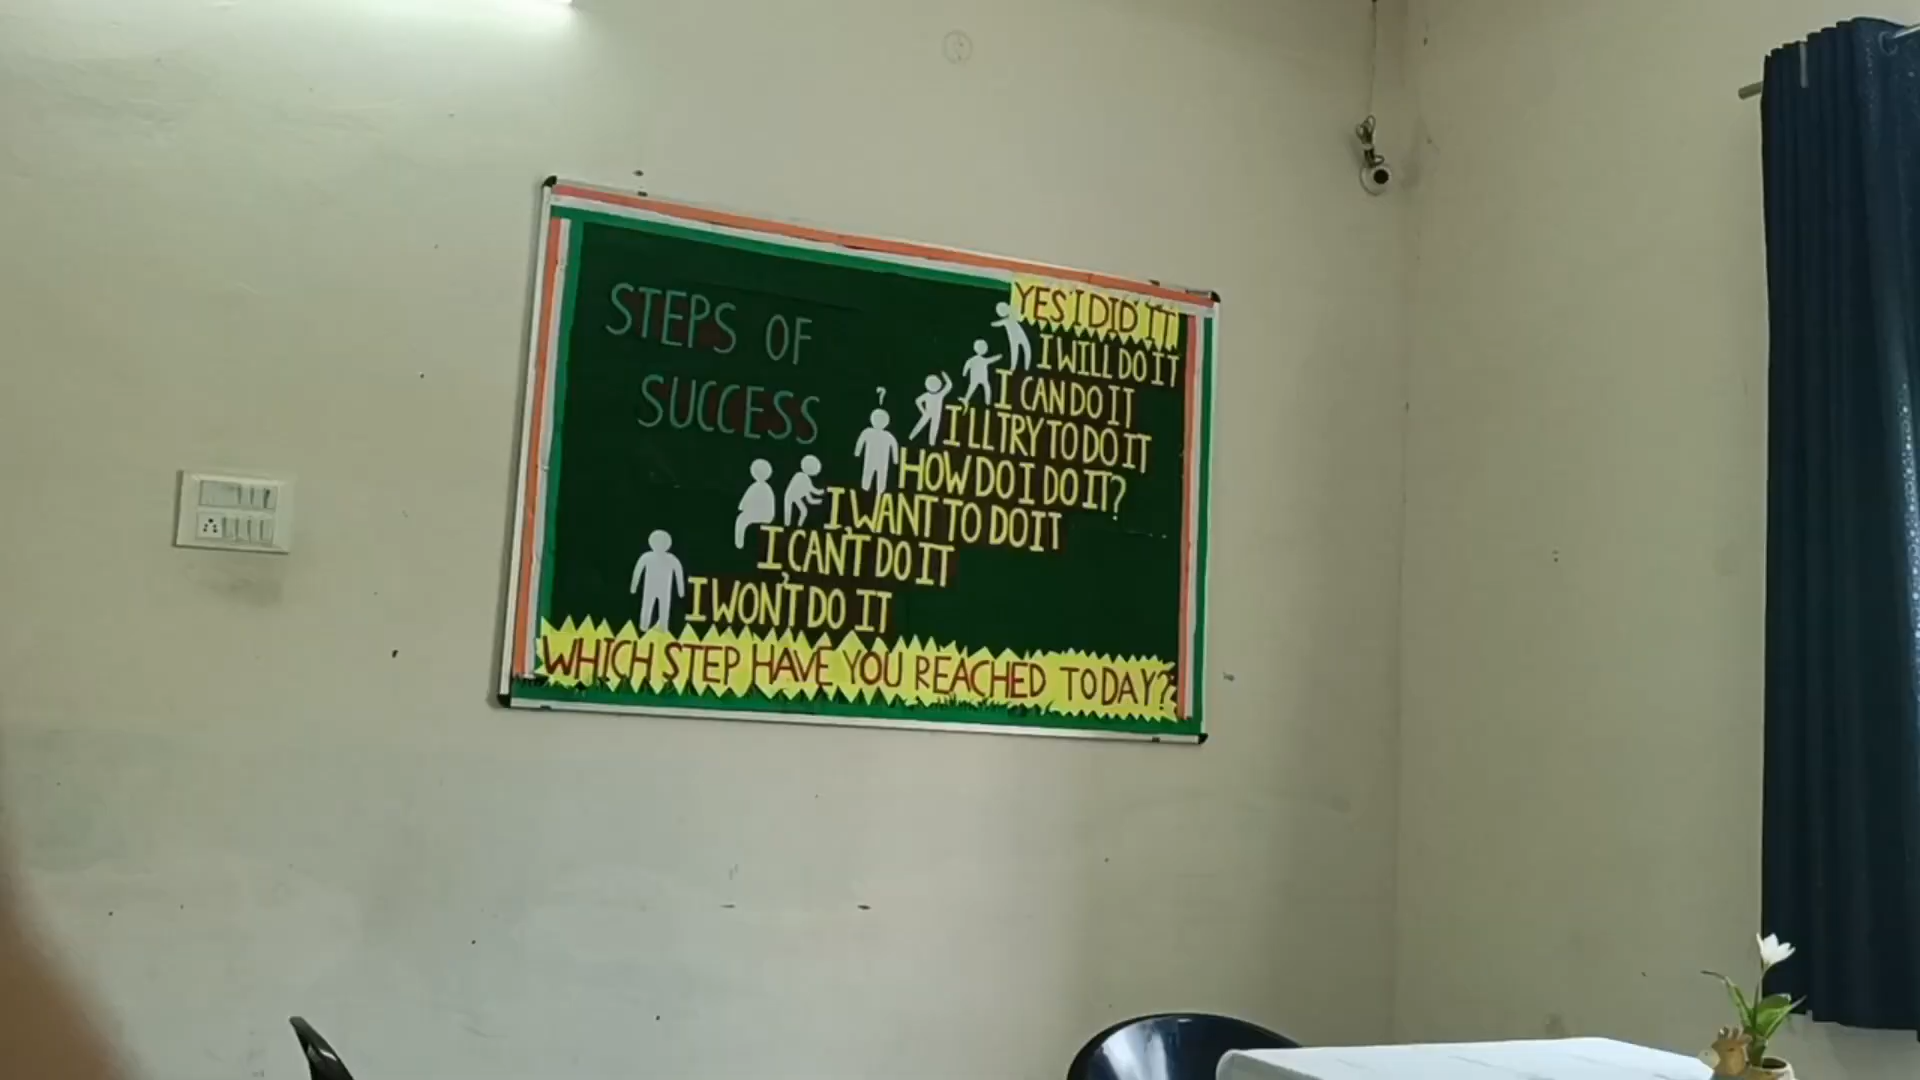 STEPS OF
SUCCESS
YES I DID IT
I WILL DO IT
I CAN DO IT
I'LL TRY TO DO IT
?
HOW DO I DO IT?
I WANT TO DO IT
I CAN'T DO IT
I WON'T DO IT
WHICH STEP HAVE YOU REACHED TODAY?